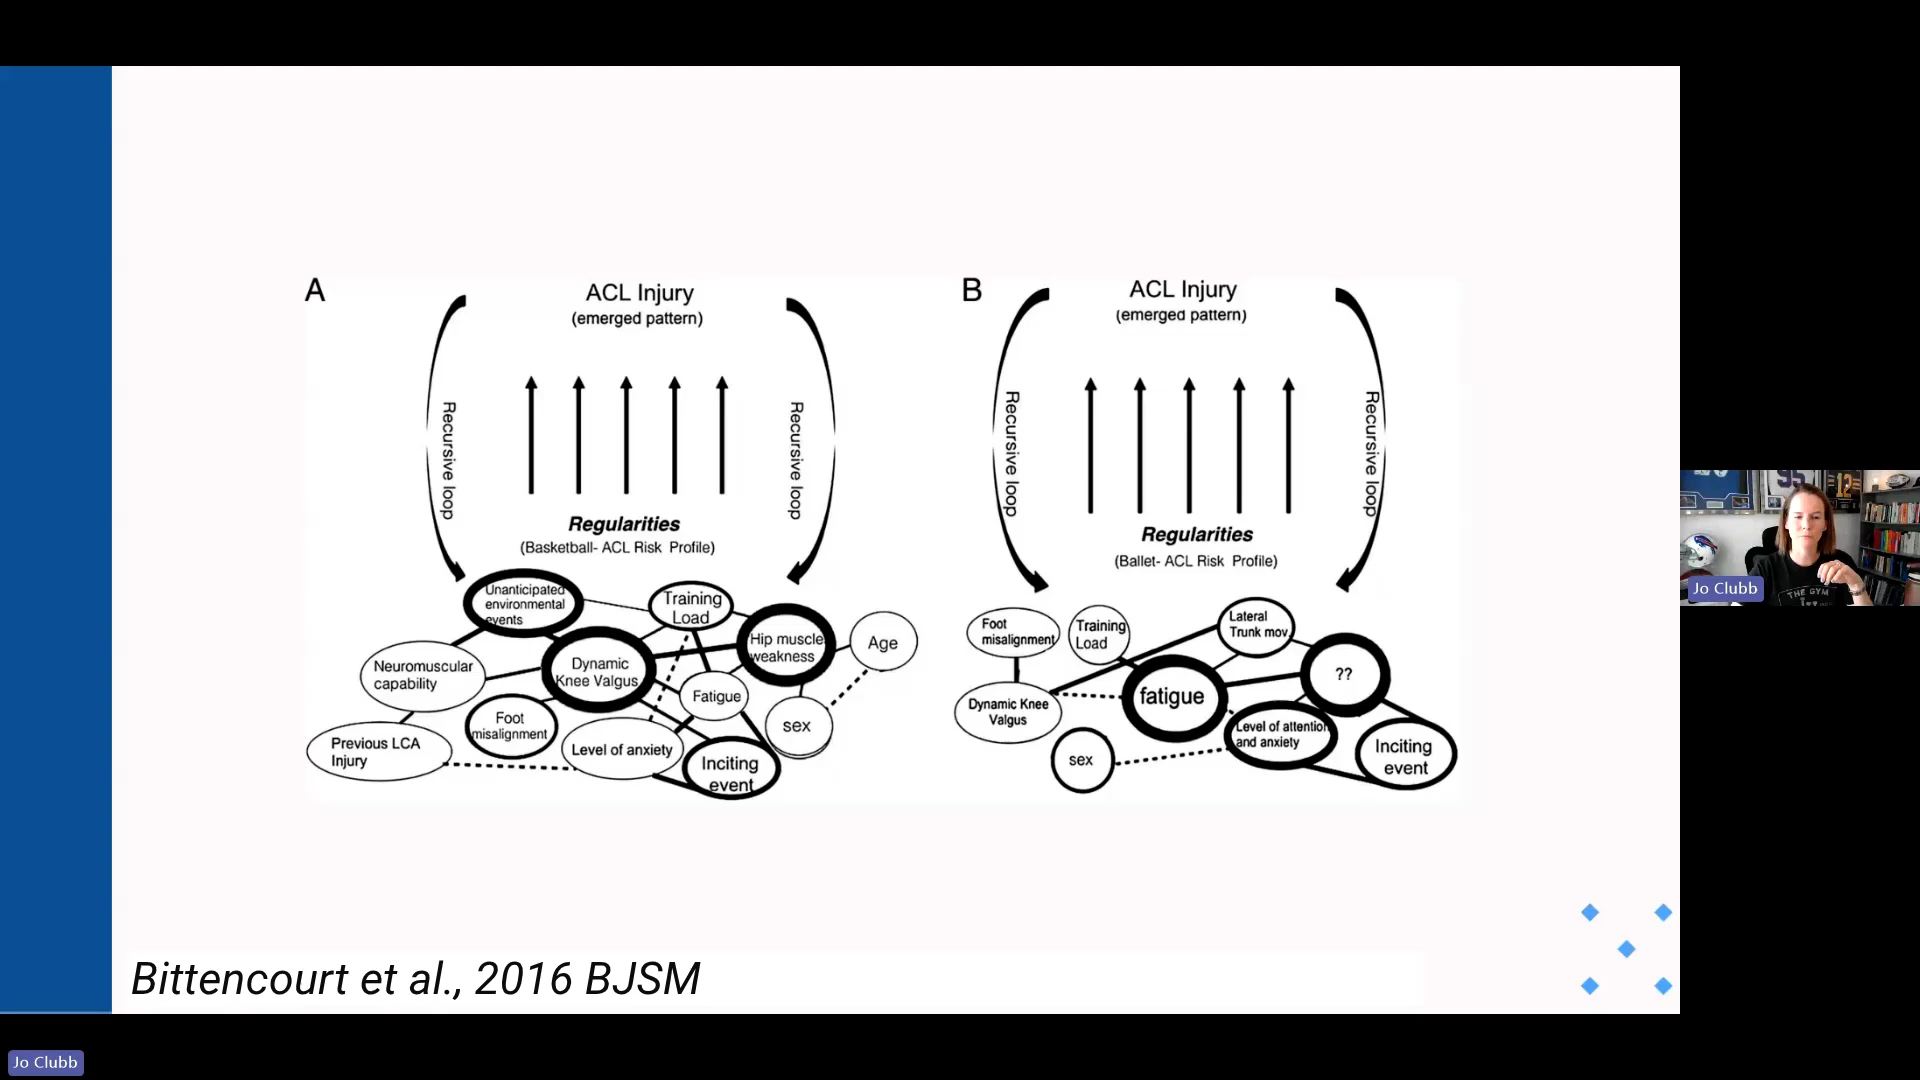 A
ACL Injury
(emerged pattern)
Recursive loop
Recursive loop
Regularities
(Basketball- ACL Risk Profile)
Unanticipated
environmental
events
Training
Load
Hip muscle
weakness
Age
Neuromuscular
capability
Dynamic
Knee Valgus
Fatigue
Foot
misalignment
sex
Previous LCA
Injury
Level of anxiety
Inciting
event
B
ACL Injury
(emerged pattern)
Recursive loop
Recursive loop
Regularities
(Ballet- ACL Risk Profile)
Foot
misalignment
Training
Load
Lateral
Trunk mov.
??
fatigue
Dynamic Knee
Valgus
Level of attention
and anxiety
sex
Inciting
event
Bittencourt et al., 2016 BJSM
95
12
Jo Clubb
THE GYM
Jo Clubb